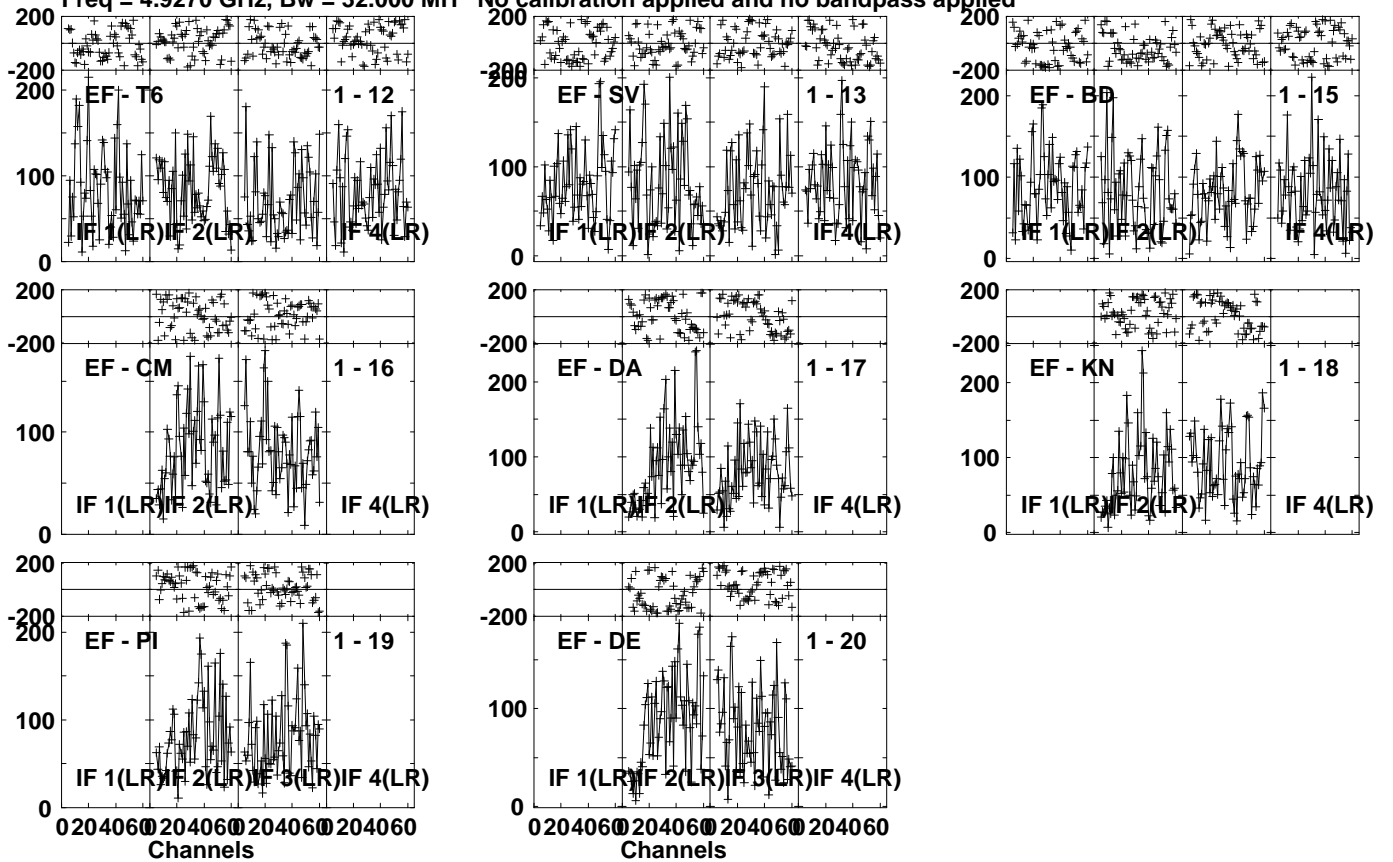 Freq = 4.9270 GHz, Bw = 32.000 MH No calibration applied and no bandpass applied
200
-200
200
100
0
EF - T6
1 - 12
IF 1(LR)
IF 2(LR)
IF 4(LR)
-200
200
100
0
EF - SV
1 - 13
IF 1(LR)
IF 2(LR)
IF 4(LR)
200
-200
200
100
0
EF - BD
1 - 15
IF 1(LR)
IF 2(LR)
IF 4(LR)
200
-200
100
0
EF - CM
1 - 16
IF 1(LR)
IF 2(LR)
IF 4(LR)
200
-200
200
100
0
EF - DA
1 - 17
IF 1(LR)
IF 2(LR)
IF 4(LR)
200
-200
200
100
0
EF - KN
1 - 18
IF 1(LR)
IF 2(LR)
IF 4(LR)
200
-200
200
100
0
EF - PI
1 - 19
IF 1(LR)
IF 2(LR)
IF 3(LR)
IF 4(LR)
0 20 40 60 0 20 40 60 0 20 40 60 0 20 40 60
Channels
200
-200
200
100
0
EF - DE
1 - 20
IF 1(LR)
IF 2(LR)
IF 3(LR)
IF 4(LR)
0 20 40 60 0 20 40 60 0 20 40 60 0 20 40 60
Channels